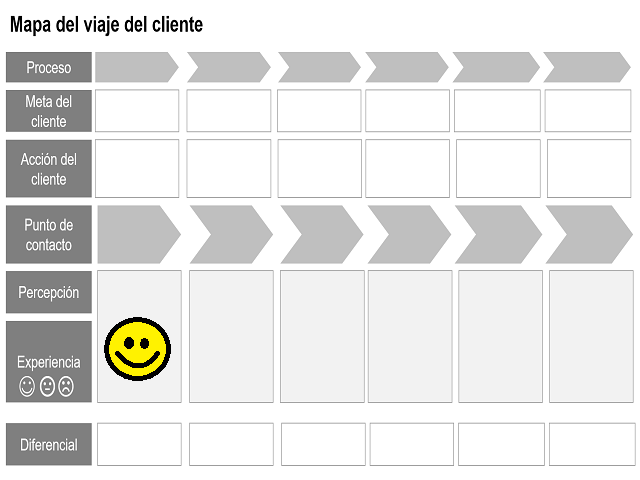 Mapa del viaje del cliente
Proceso
Meta del
cliente
Acción del
cliente
Punto de
contacto
Percepción
Experiencia
Diferencial